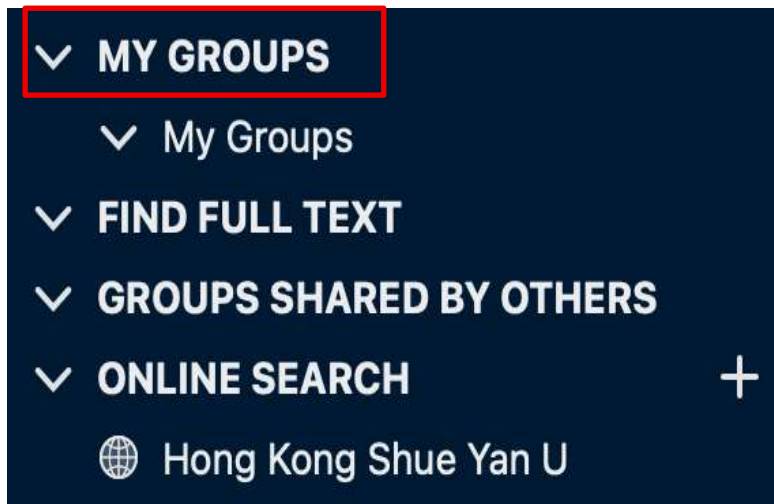 MY GROUPS
My Groups
FIND FULL TEXT
GROUPS SHARED BY OTHERS
ONLINE SEARCH
Hong Kong Shue Yan U